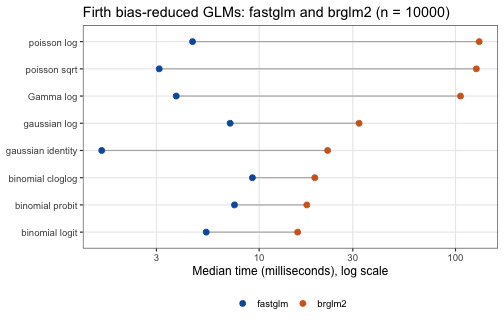 Firth bias-reduced GLMs: fastglm and brglm2 (n = 10000)
poisson log
poisson sqrt
Gamma log
gaussian log
gaussian identity
binomial cloglog
binomial probit
binomial logit
3 10 30 100
Median time (milliseconds), log scale
fastglm brglm2